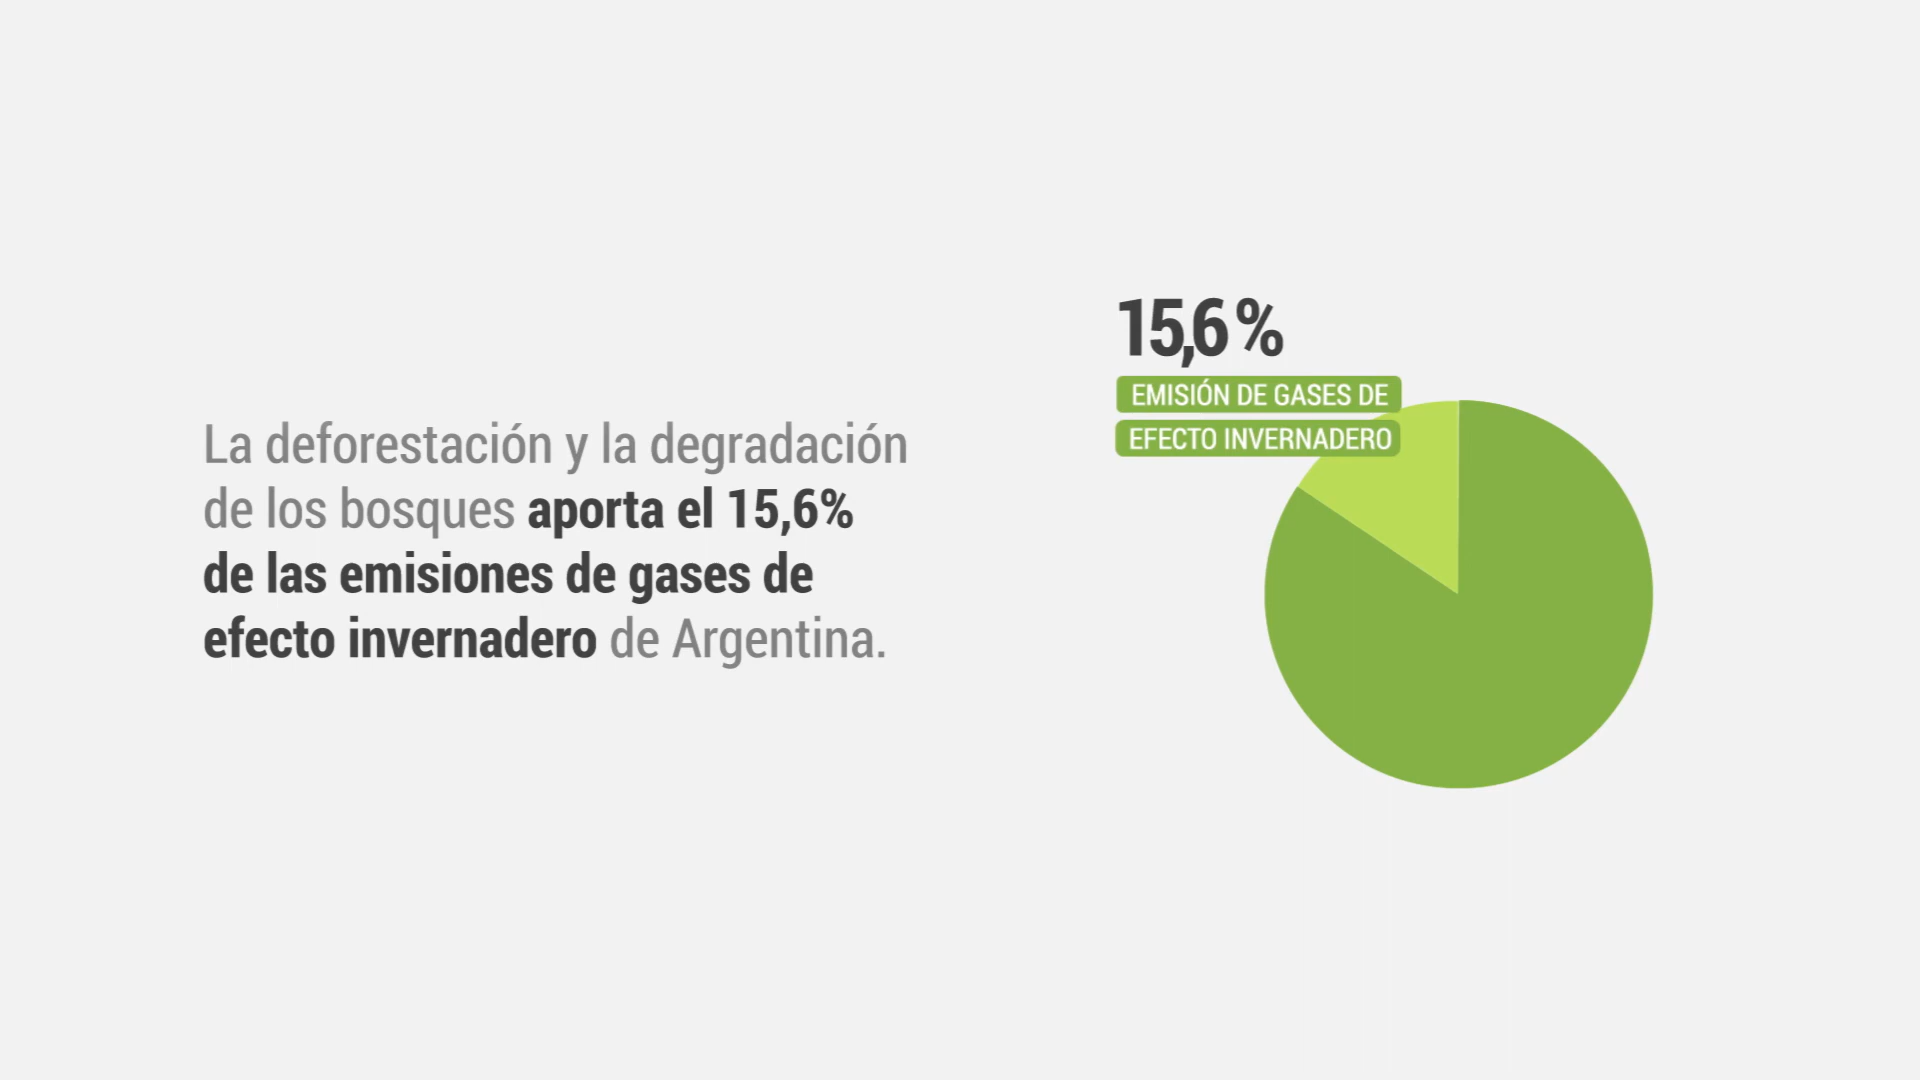 La deforestación y la degradación
de los bosques aporta el 15,6%
de las emisiones de gases de
efecto invernadero de Argentina.
15,6%
EMISIÓN DE GASES DE
EFECTO INVERNADERO